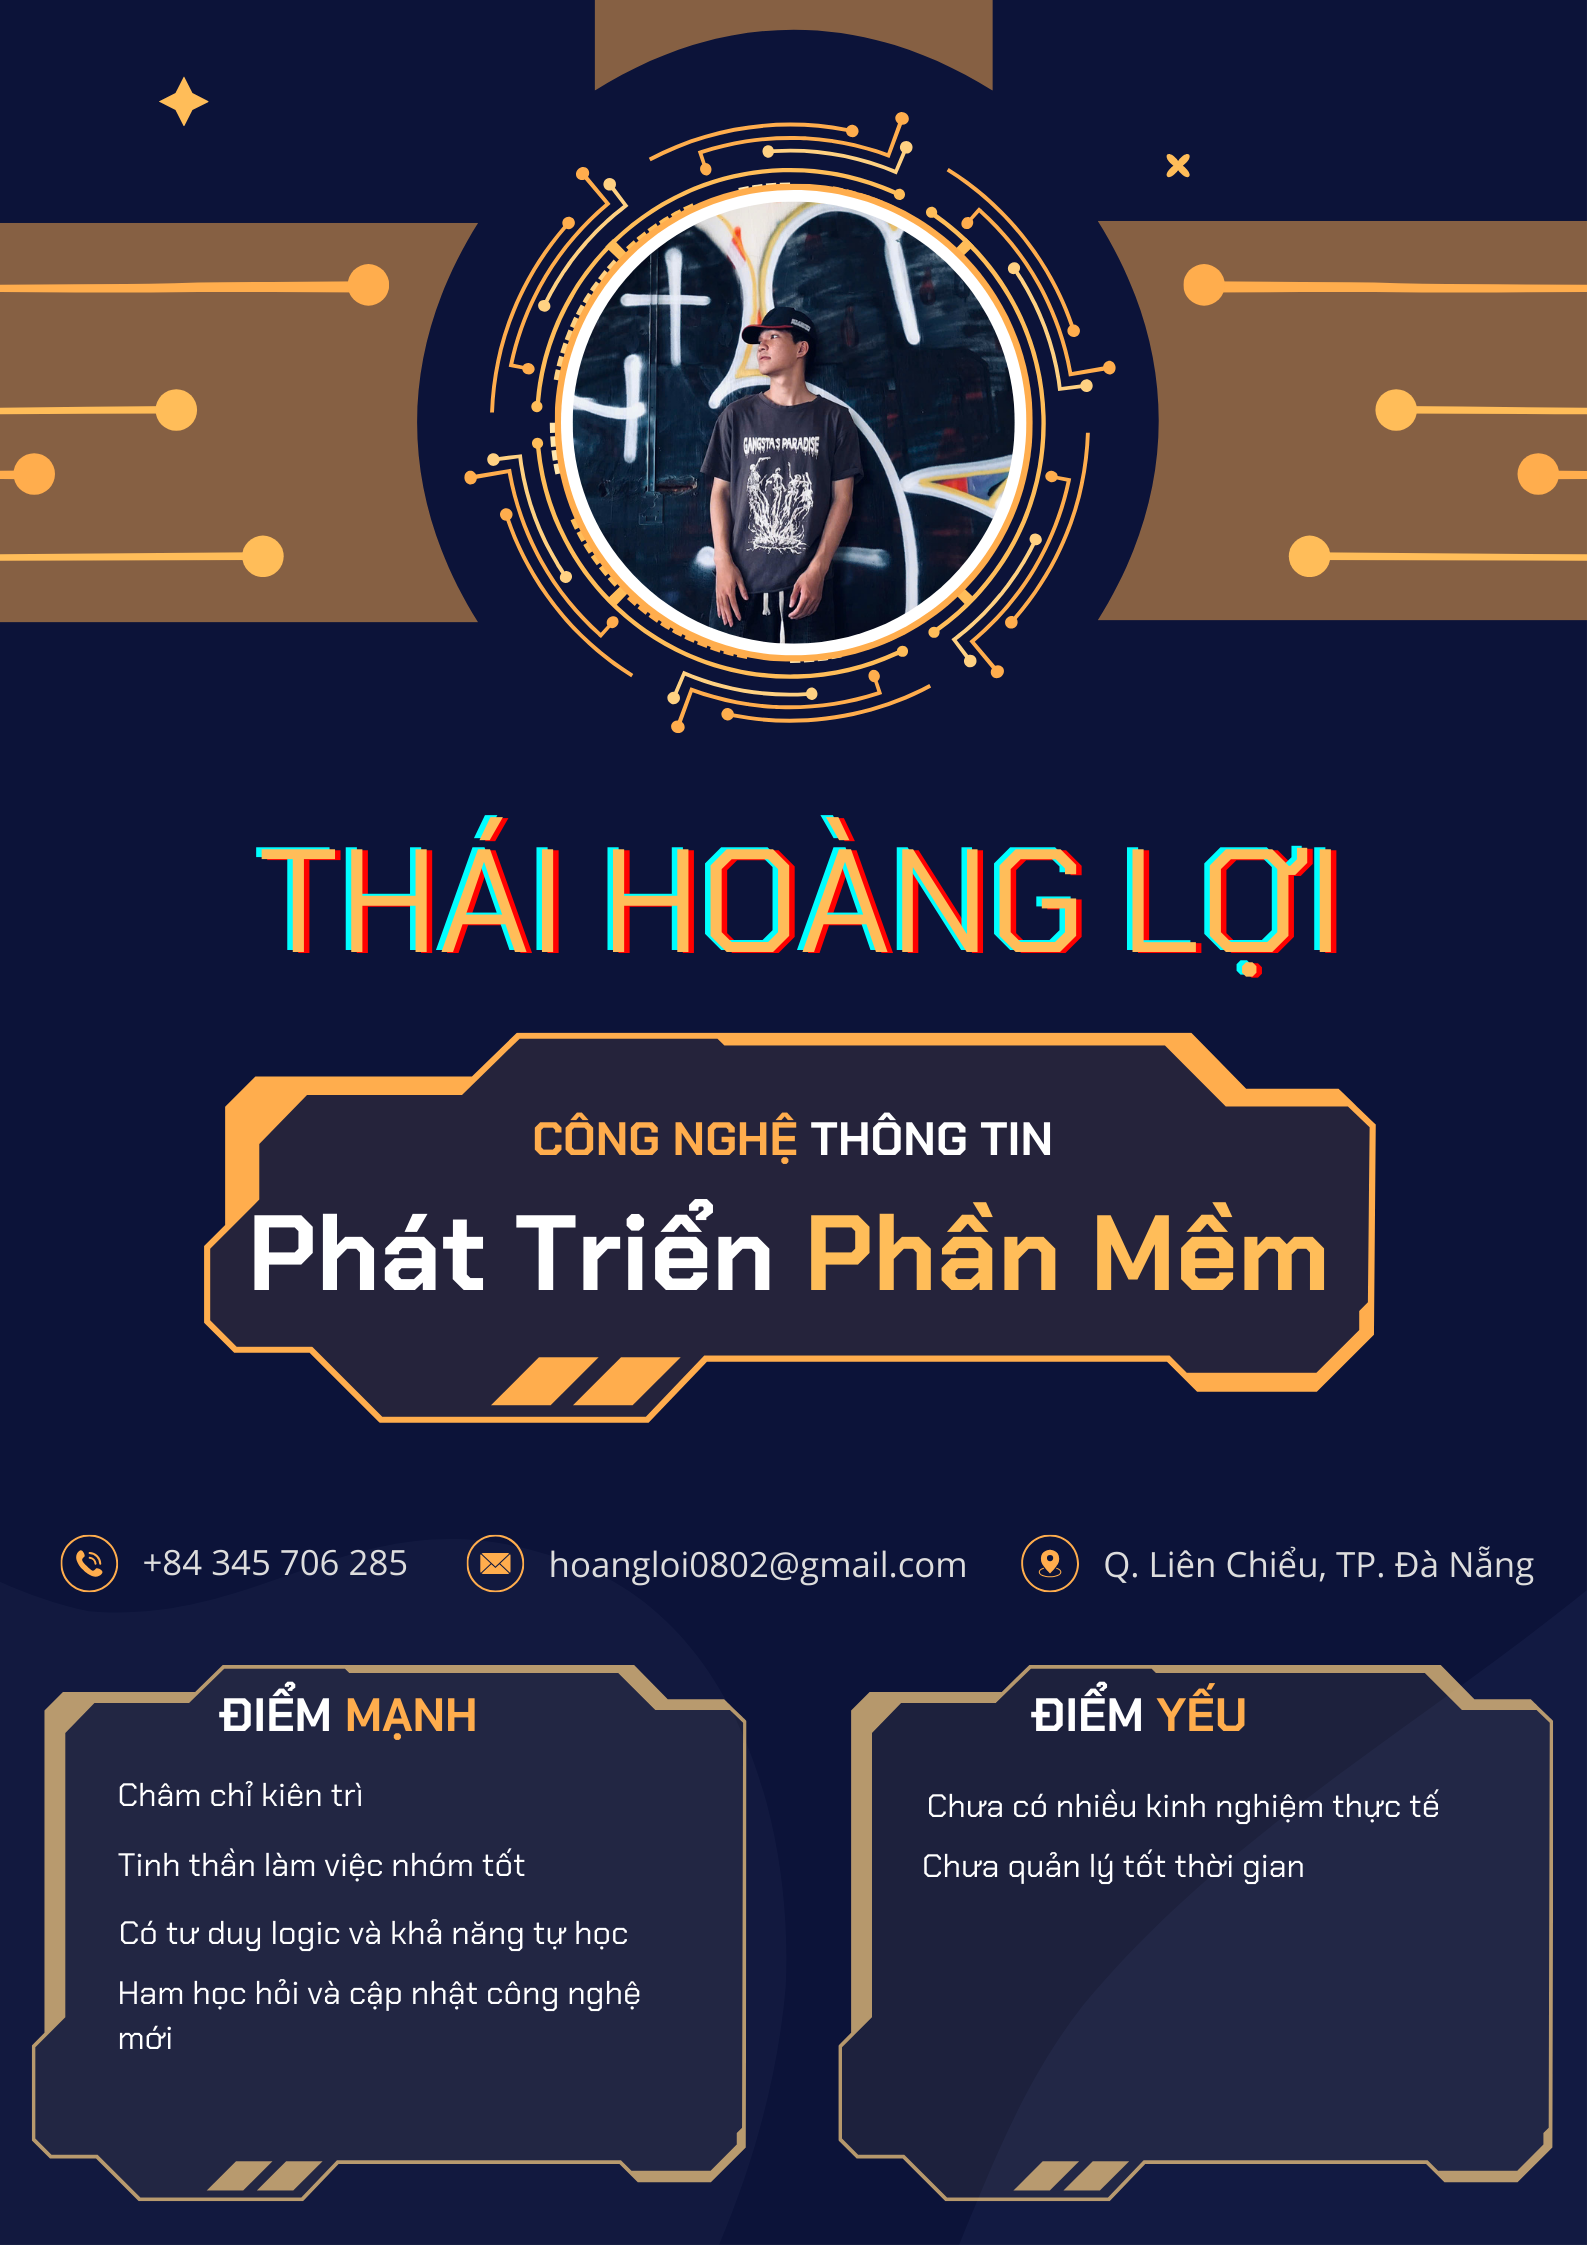 GANGSTA'S PARADISE
THÁI HOÀNG LỢI
CÔNG NGHỆ THÔNG TIN
Phát Triển Phần Mềm
+84 345 706 285
hoangloi0802@gmail.com
Q. Liên Chiểu, TP. Đà Nẵng
ĐIỂM MẠNH
Châm chỉ kiên trì
Tinh thần làm việc nhóm tốt
Có tư duy logic và khả năng tự học
Ham học hỏi và cập nhật công nghệ
mới
ĐIỂM YẾU
Chưa có nhiều kinh nghiệm thực tế
Chưa quản lý tốt thời gian